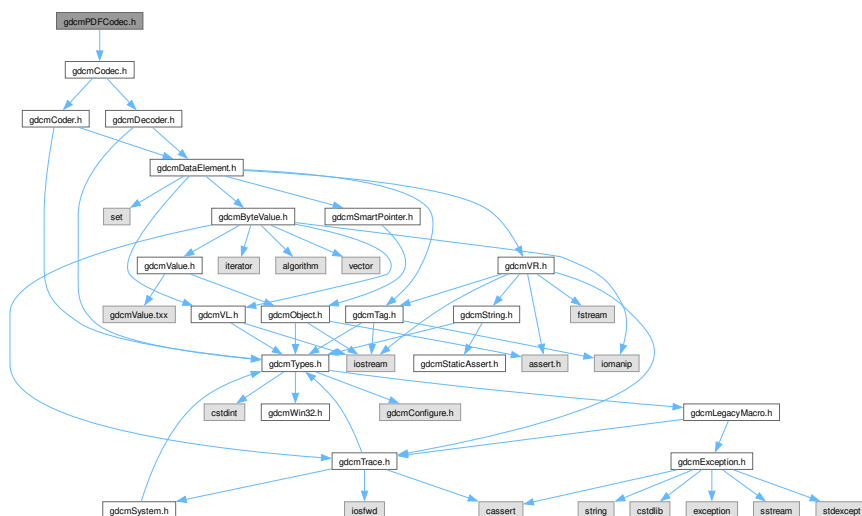 gdcmPDFCodec.h
gdcmCodec.h
gdcmCoder.h
gdcmDecoder.h
gdcmDataElement.h
set
gdcmByteValue.h
gdcmSmartPointer.h
gdcmValue.h
iterator
algorithm
vector
gdcmVR.h
gdcmValue.txx
gdcmVL.h
gdcmObject.h
gdcmTag.h
gdcmString.h
fstream
gdcmTypes.h
iostream
gdcmStaticAssert.h
assert.h
iomanip
cstdint
gdcmWin32.h
gdcmConfigure.h
gdcmLegacyMacro.h
gdcmTrace.h
gdcmException.h
gdcmSystem.h
iosfwd
cassert
string
cstdlib
exception
sstream
stdexcept